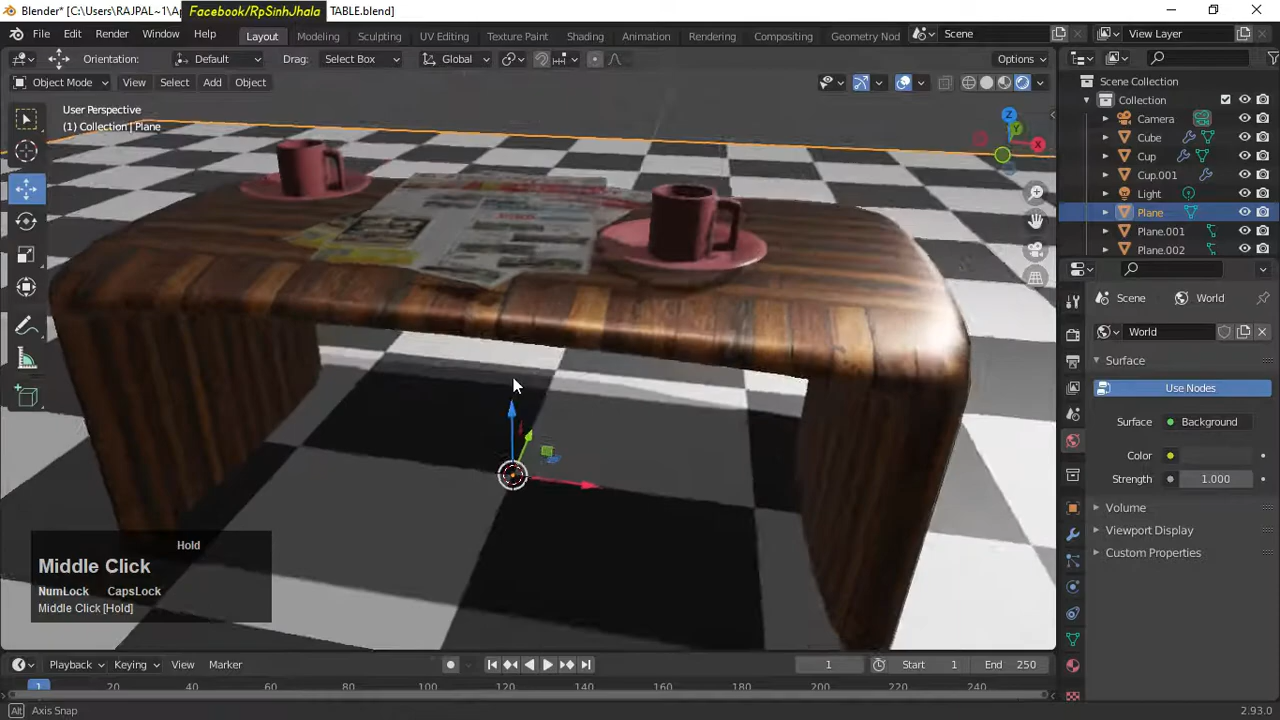 Blender* [C:\Users\RAJPAL~1\Ap
Facebook/RpSinhJhala
TABLE.blend]
File Edit Render Window Help
Layout Modeling Sculpting UV Editing Texture Paint Shading Animation Rendering Compositing Geometry Nod
Scene
View Layer
Orientation: Default Drag: Select Box Global Options
Object Mode View Select Add Object
User Perspective
(1) Collection | Plane
Z
Y
X
Scene Collection
Collection
Camera
Cube
Cup
Cup.001
Light
Plane
Plane.001
Plane.002
Scene World
World
Surface
Use Nodes
Surface Background
Color
Strength 1.000
Volume
Viewport Display
Custom Properties
Hold
Middle Click
NumLock CapsLock
Middle Click [Hold]
Playback Keying View Marker 1 Start 1 End 250
1 20 40 60 80 100 120 140 160 180 200 220 240
Alt Axis Snap 2.93.0